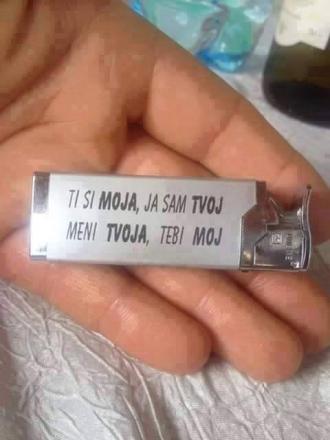 TI SI MOJA, JA SAM TVOJ
MENI TVOJA, TEBI MOJ